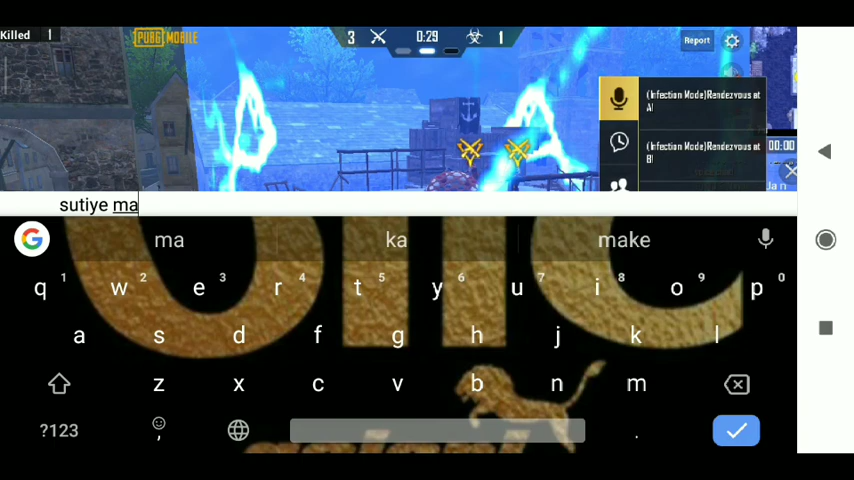 Killed 1
PUBG MOBILE
3 0:29 1
Report
(Infection Mode)Rendezvous at
A!
(Infection Mode)Rendezvous at
B!
00:00
sutiye ma
ma ka make
q 1 w 2 e 3 r 4 t 5 y 6 u 7 i 8 o 9 p 0
a s d f g h j k l
z x c v b n m
?123 , .